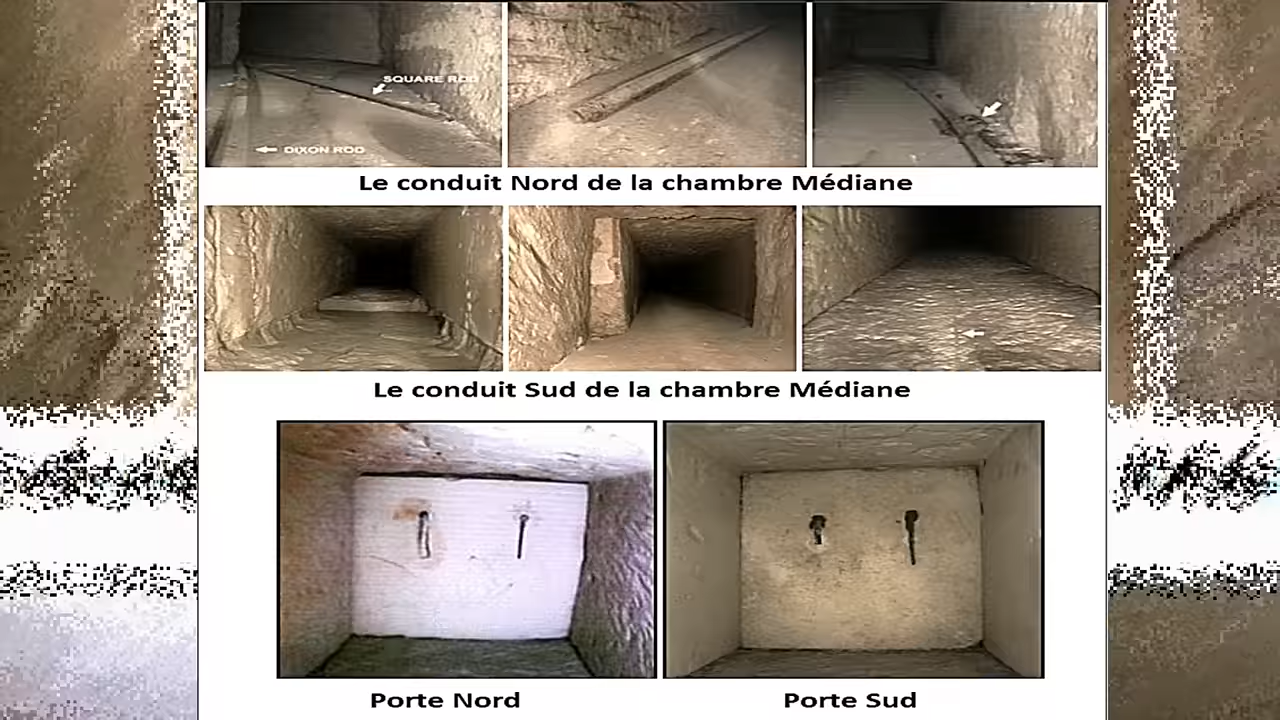 SQUARE ROD
DIXON ROD
Le conduit Nord de la chambre Médiane
Le conduit Sud de la chambre Médiane
Porte Nord
Porte Sud